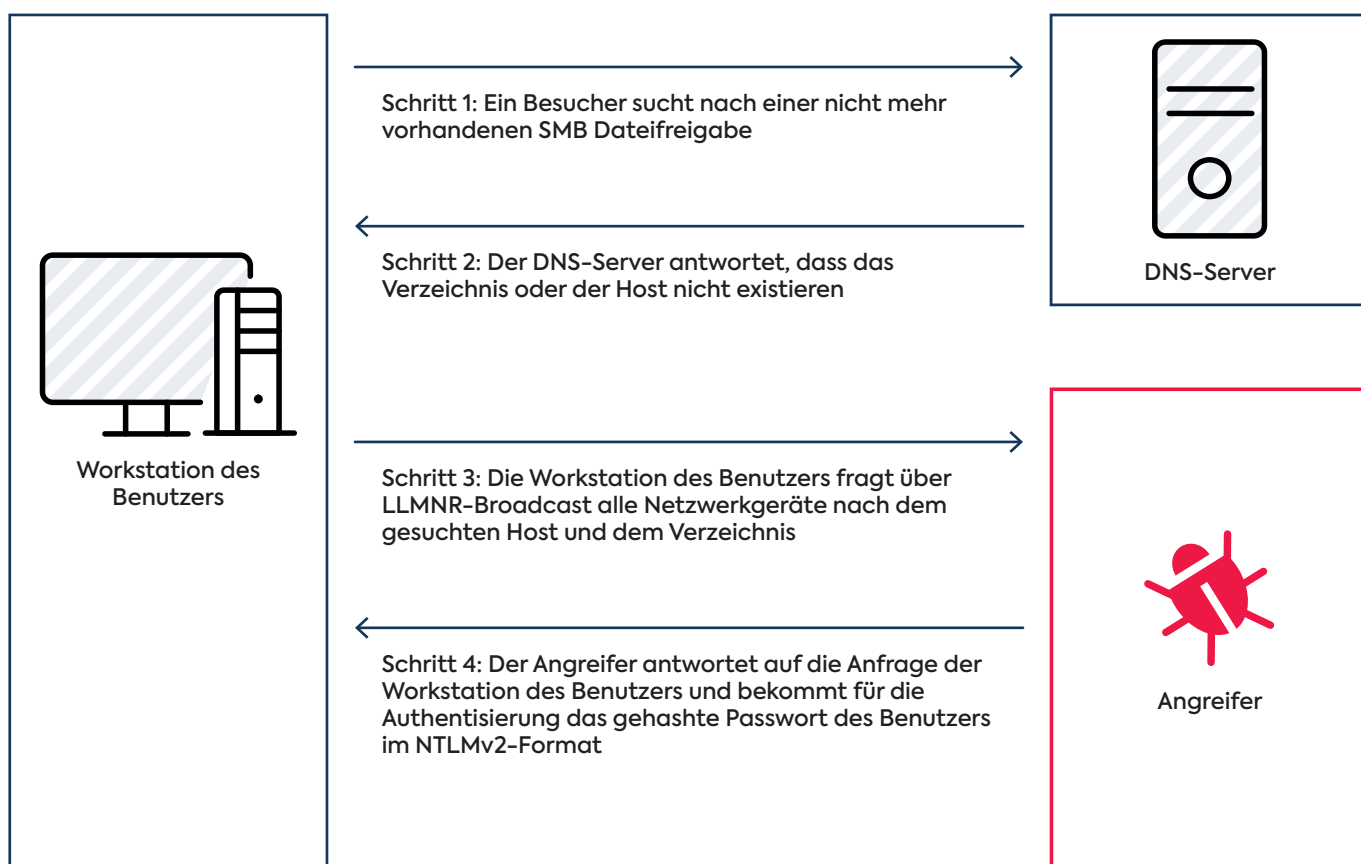 Schritt 1: Ein Besucher sucht nach einer nicht mehr
vorhandenen SMB Dateifreigabe
DNS-Server
Schritt 2: Der DNS-Server antwortet, dass das
Verzeichnis oder der Host nicht existieren
Workstation des
Benutzers
Schritt 3: Die Workstation des Benutzers fragt über
LLMNR-Broadcast alle Netzwerkgeräte nach dem
gesuchten Host und dem Verzeichnis
Schritt 4: Der Angreifer antwortet auf die Anfrage der
Workstation des Benutzers und bekommt für die
Authentisierung das gehashte Passwort des Benutzers
im NTLMv2-Format
Angreifer